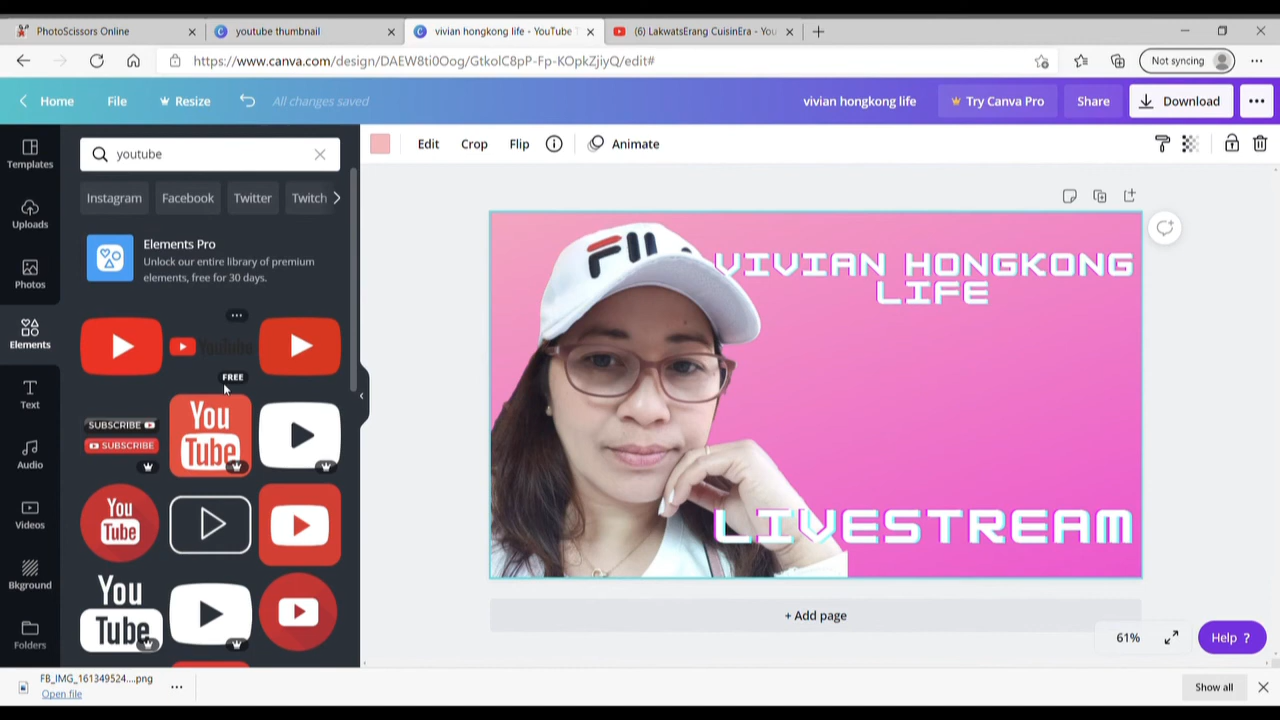 PhotoScissors Online
youtube thumbnail
vivian hongkong life - YouTube T
(6) LakwatsErang CuisinEra - You
https://www.canva.com/design/DAEW8ti0Oog/GtkolC8pP-Fp-KOpkZjiyQ/edit#
Not syncing
Home
File
Resize
All changes saved
vivian hongkong life
Try Canva Pro
Share
Download
Templates
Uploads
Photos
Elements
Text
Audio
Videos
Bkground
Folders
youtube
Instagram
Facebook
Twitter
Twitch
Elements Pro
Unlock our entire library of premium
elements, free for 30 days.
YouTube
FREE
SUBSCRIBE
SUBSCRIBE
You
Tube
You
Tube
You
Tube
Edit
Crop
Flip
Animate
FILA
VIVIAN HONGKONG
LIFE
LIVESTREAM
+ Add page
61%
Help ?
FB_IMG_161349524....png
Open file
Show all